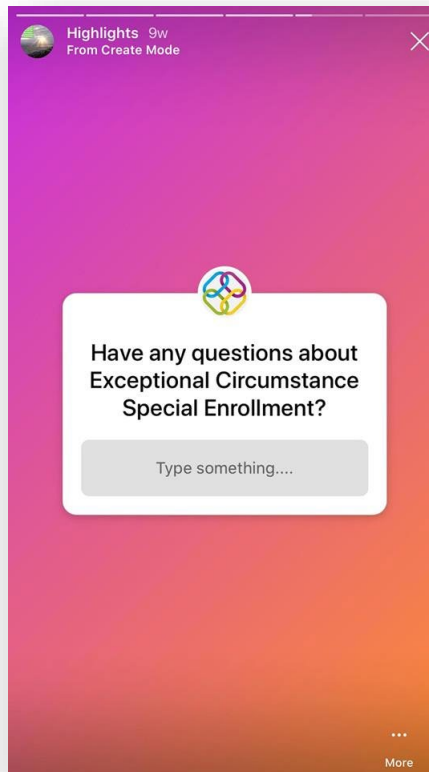 Highlights 9w
From Create Mode
Have any questions about
Exceptional Circumstance
Special Enrollment?
Type something....
More